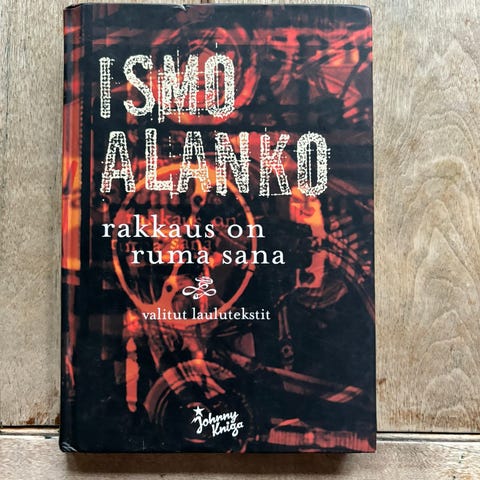 ISMO
ALANKO
rakkaus on
ruma sana
valitut laulutekstit
Johnny
Kniga